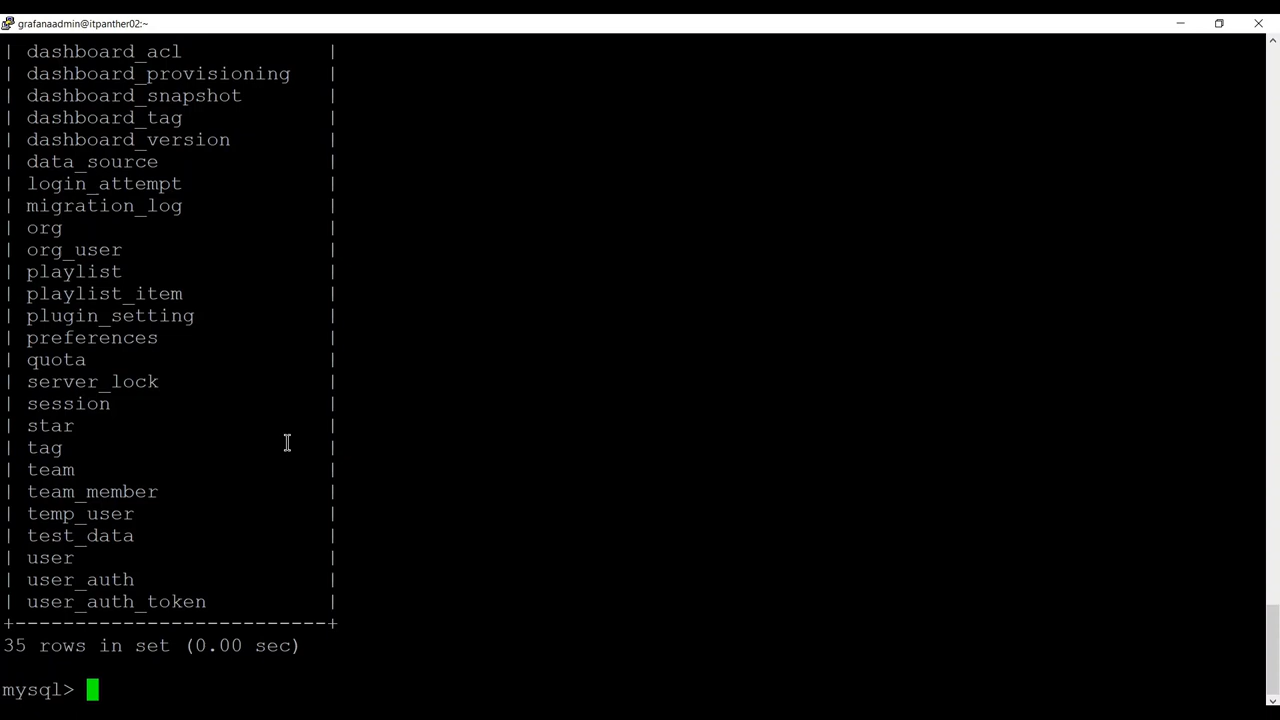 grafanaadmin@itpanther02:~
| dashboard_acl |
| dashboard_provisioning |
| dashboard_snapshot |
| dashboard_tag |
| dashboard_version |
| data_source |
| login_attempt |
| migration_log |
| org |
| org_user |
| playlist |
| playlist_item |
| plugin_setting |
| preferences |
| quota |
| server_lock |
| session |
| star |
| tag |
| team |
| team_member |
| temp_user |
| test_data |
| user |
| user_auth |
| user_auth_token |
+--------------------------+
35 rows in set (0.00 sec)
mysql>